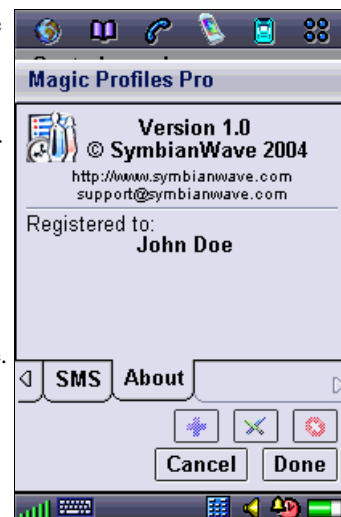 Magic Profiles Pro
Version 1.0
© SymbianWave 2004
http://www.symbianwave.com
support@symbianwave.com
Registered to:
John Doe
SMS
About
Cancel
Done